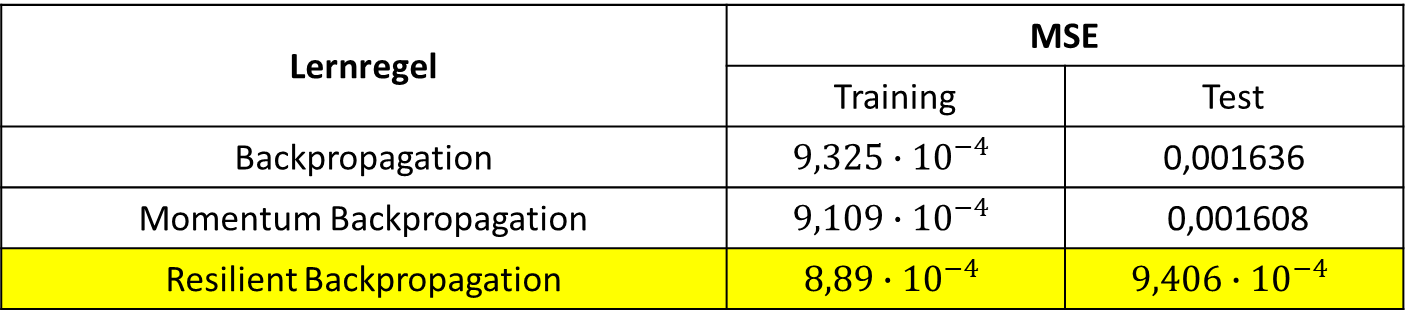 Lernregel
MSE
Training Test
Backpropagation 9,325 · 10⁻⁴ 0,001636
Momentum Backpropagation 9,109 · 10⁻⁴ 0,001608
Resilient Backpropagation 8,89 · 10⁻⁴ 9,406 · 10⁻⁴